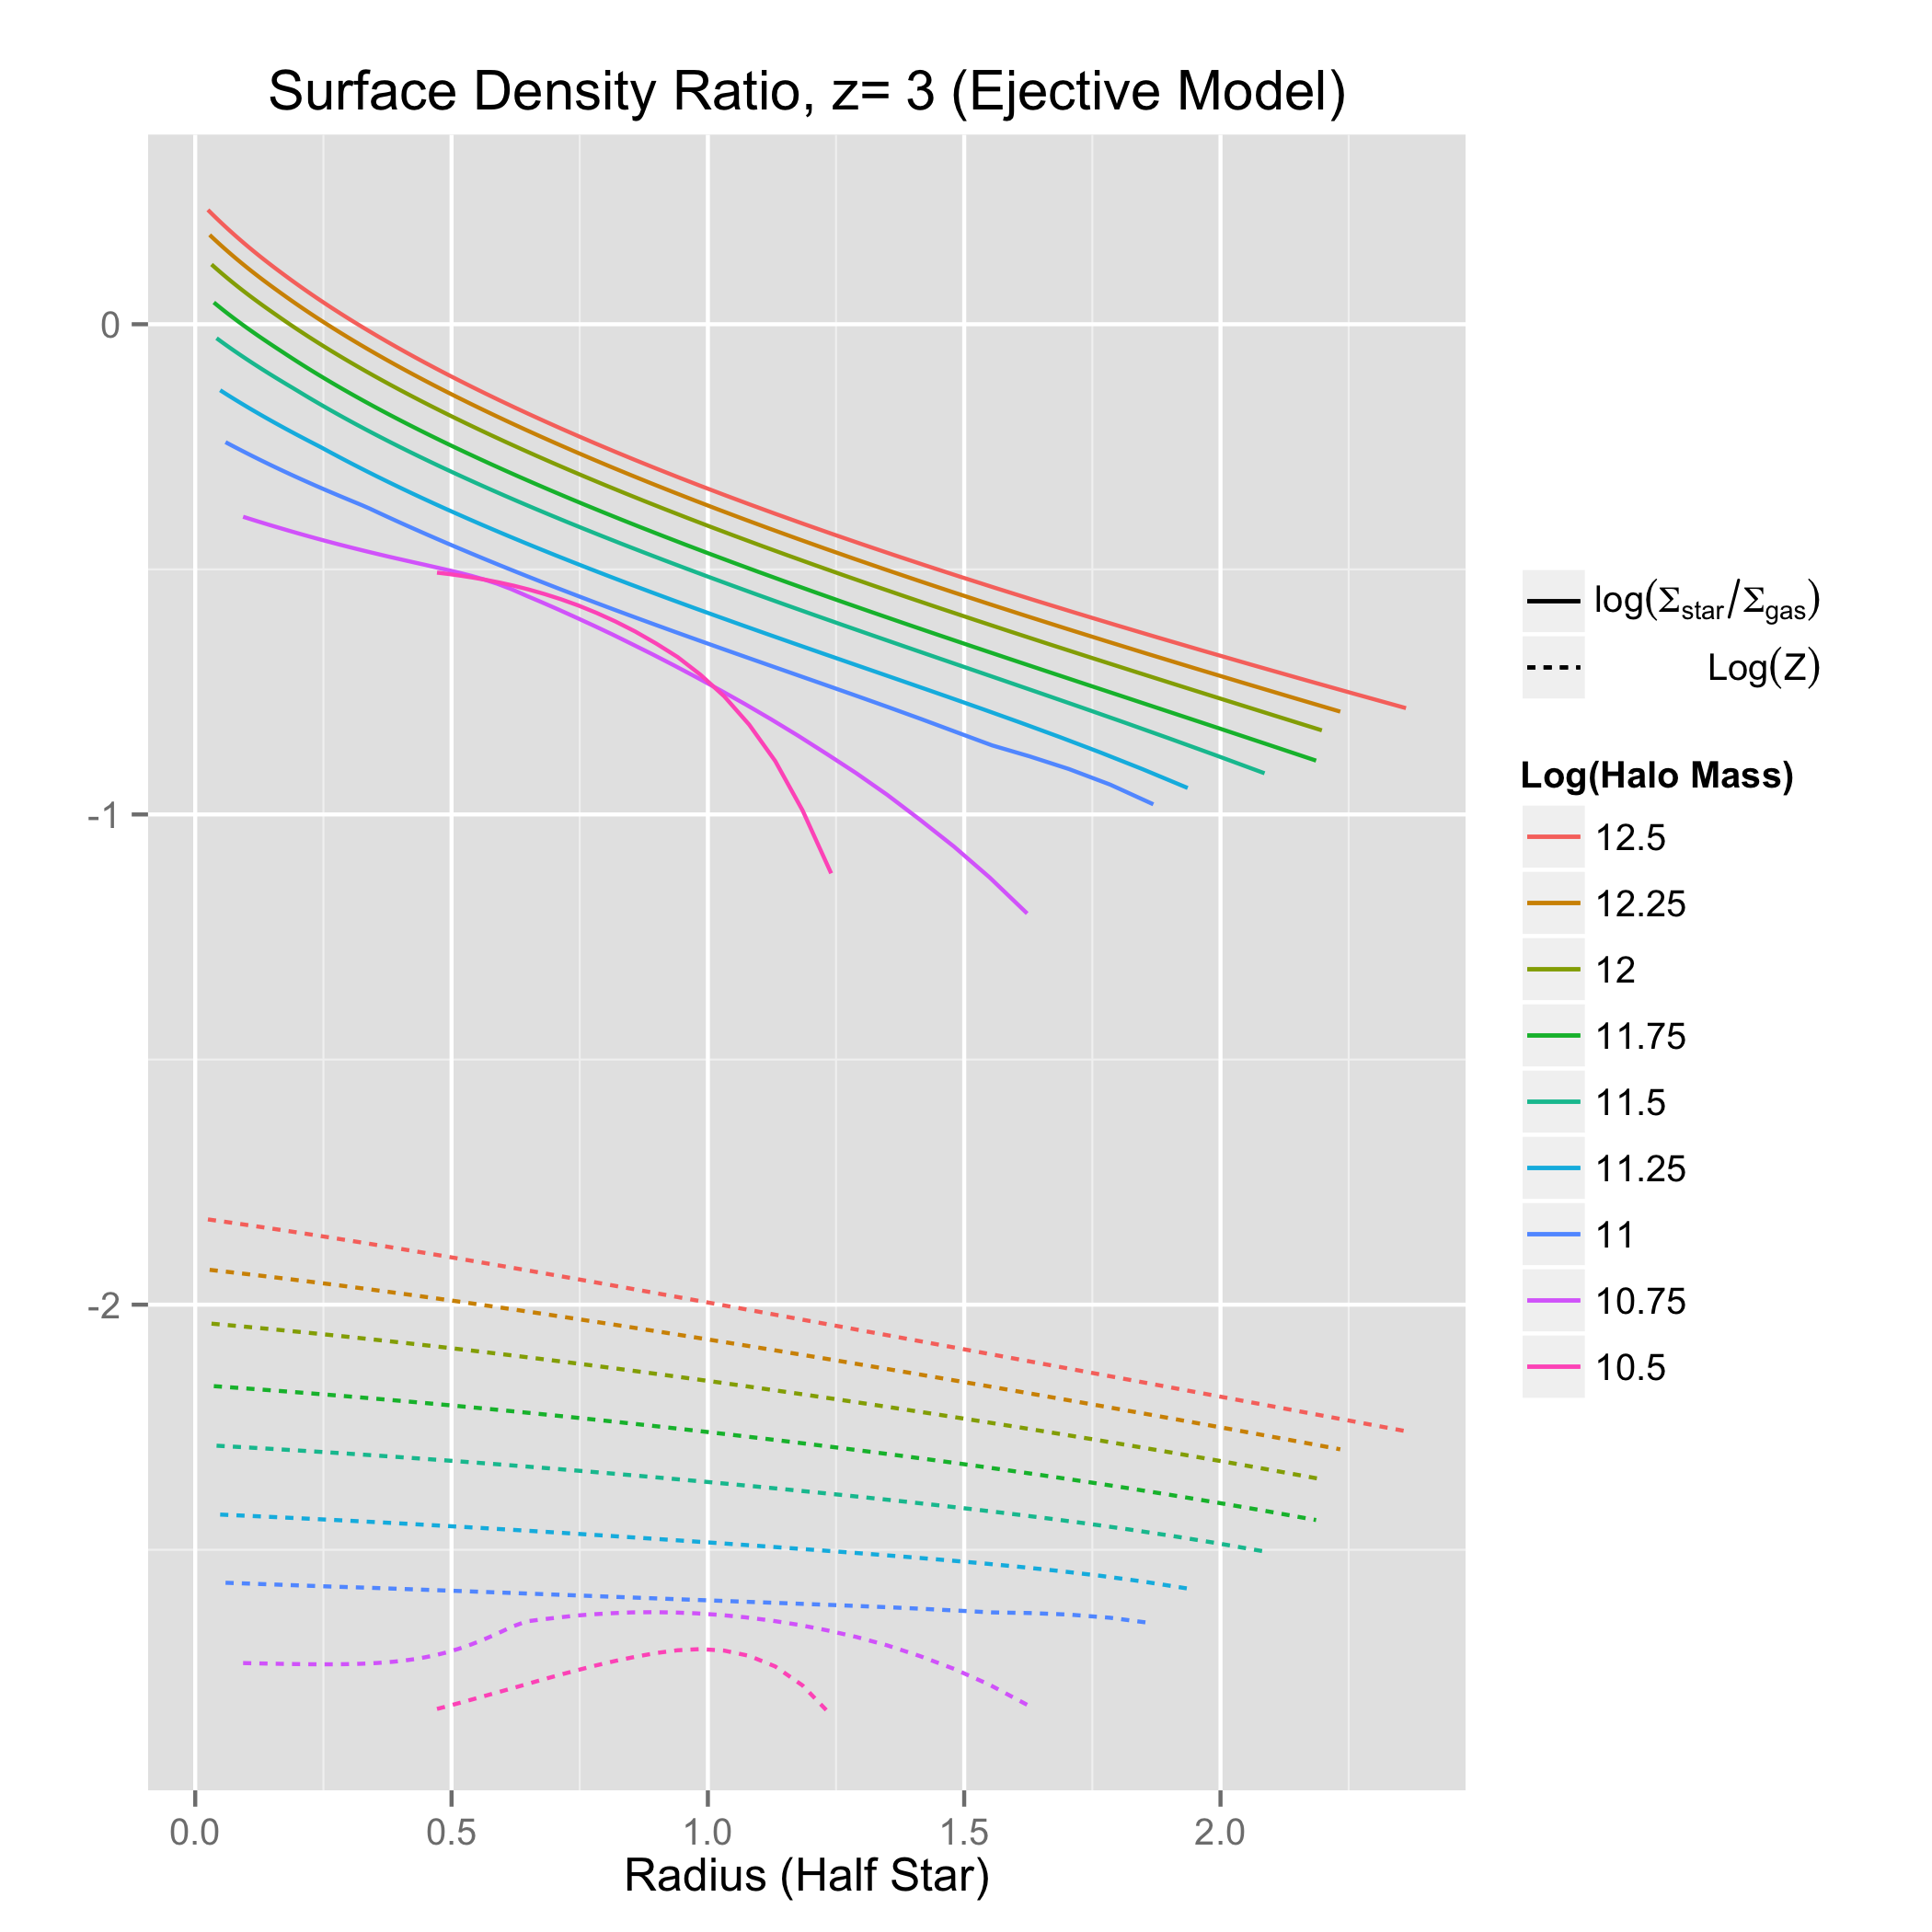 Surface Density Ratio, z= 3 (Ejective Model)
0
-1
-2
0.0 0.5 1.0 1.5 2.0
Radius (Half Star)
log(Σstar/Σgas)
Log(Z)
Log(Halo Mass)
12.5
12.25
12
11.75
11.5
11.25
11
10.75
10.5